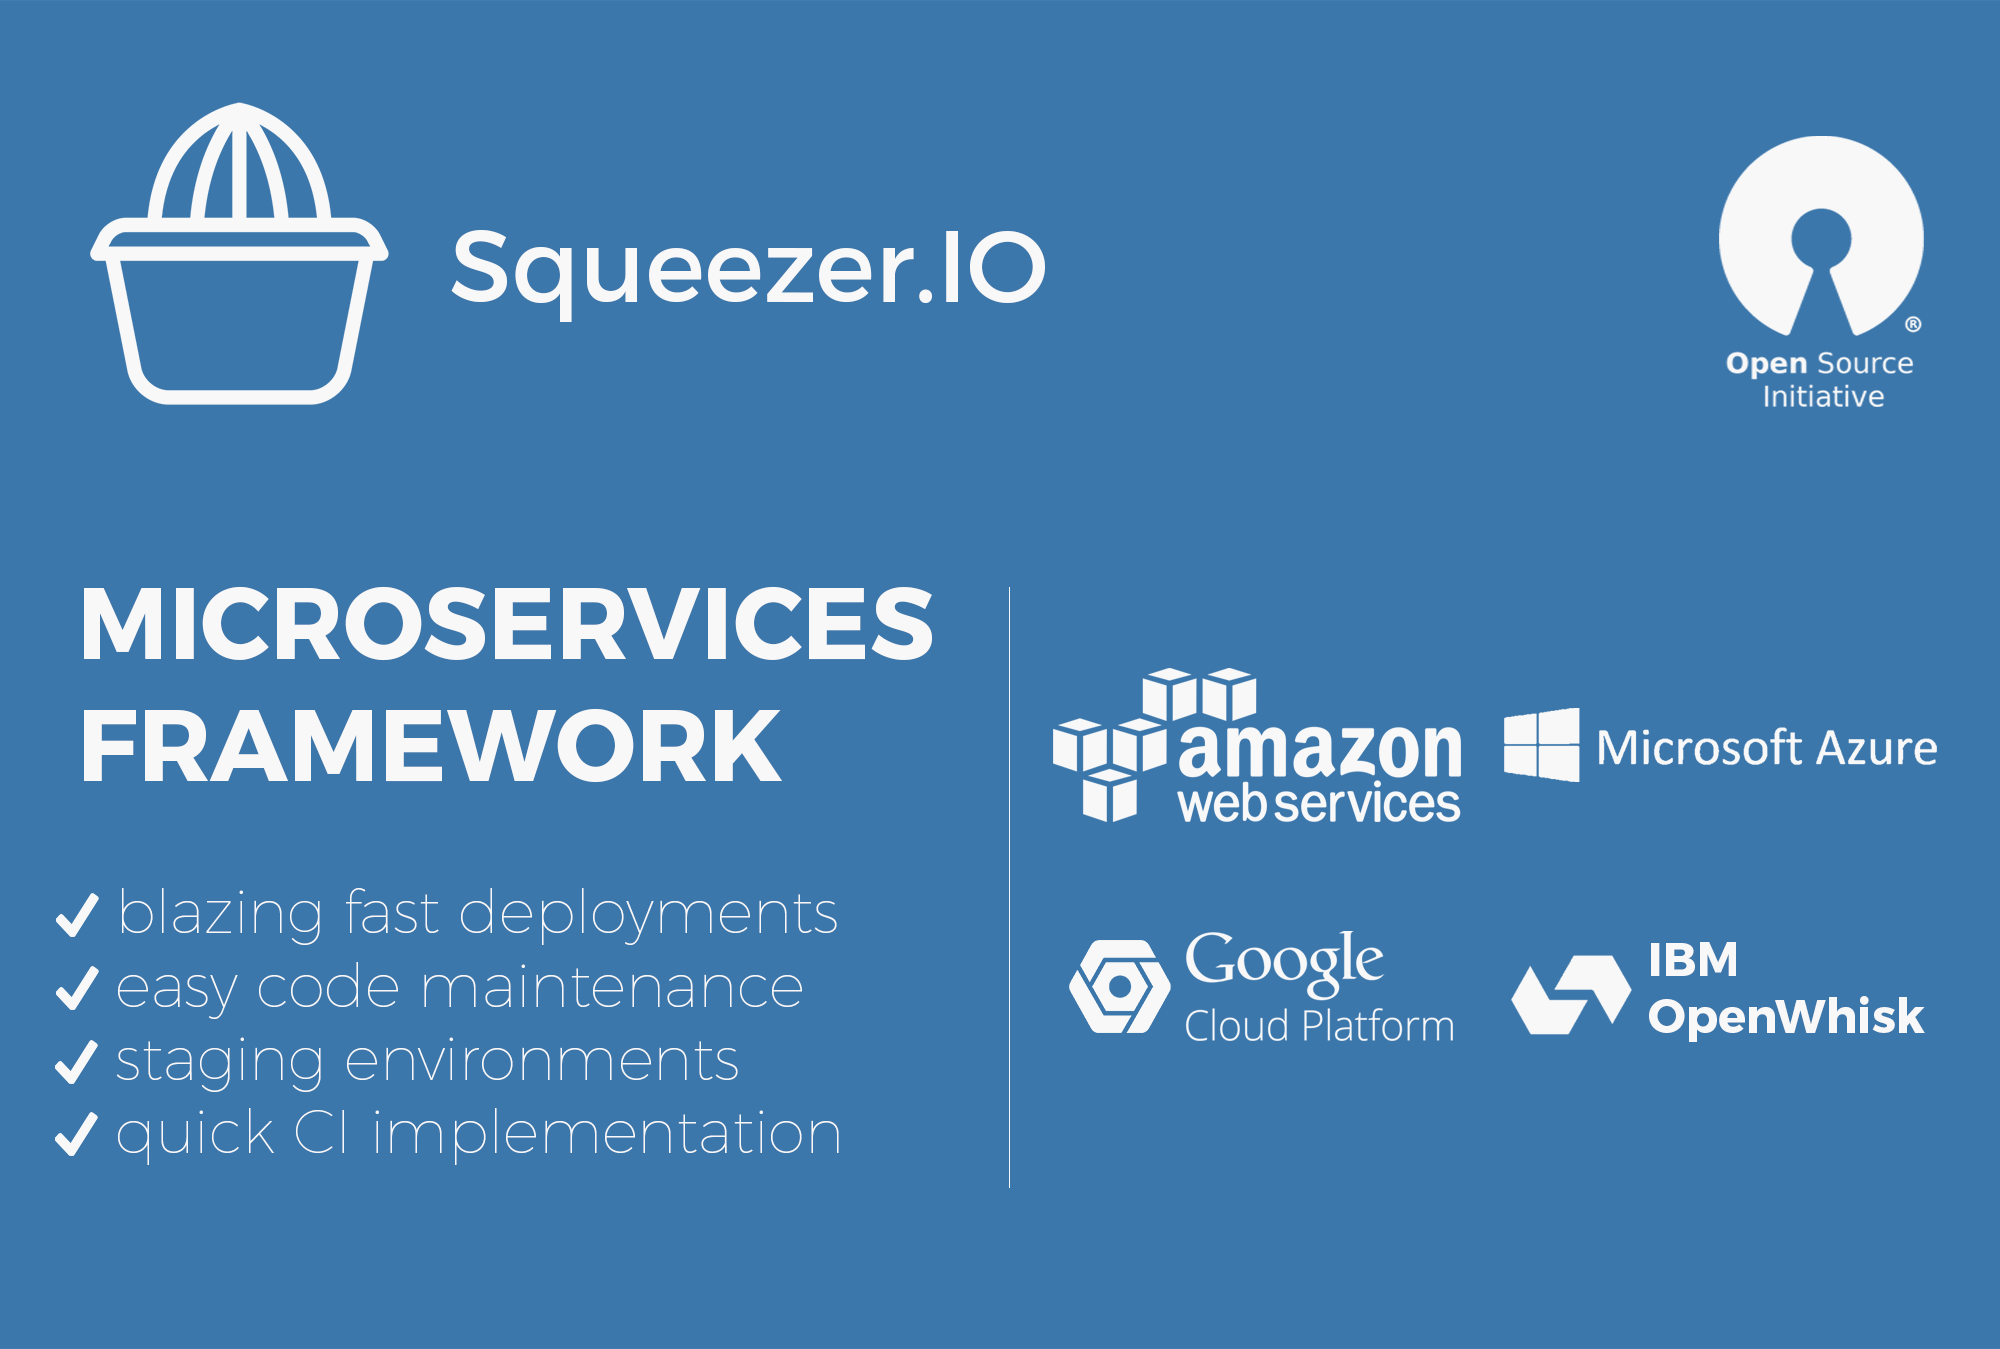 Squeezer.IO
®
Open Source
Initiative
MICROSERVICES
FRAMEWORK
blazing fast deployments
easy code maintenance
staging environments
quick CI implementation
amazon
web services
Microsoft Azure
Google
Cloud Platform
IBM
OpenWhisk